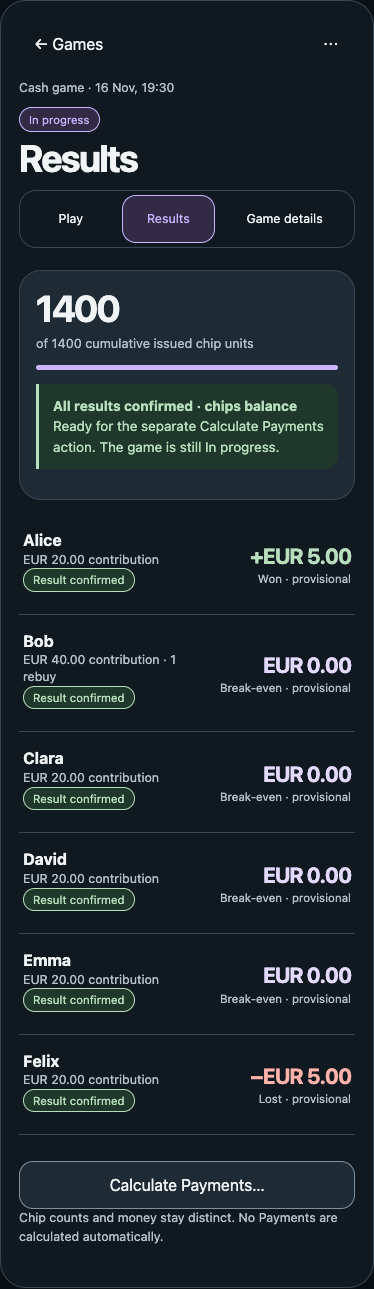 ← Games
...
Cash game · 16 Nov, 19:30
In progress
Results
Play
Results
Game details
1400
of 1400 cumulative issued chip units
All results confirmed · chips balance
Ready for the separate Calculate Payments
action. The game is still In progress.
Alice
EUR 20.00 contribution
Result confirmed
+EUR 5.00
Won · provisional
Bob
EUR 40.00 contribution · 1
rebuy
Result confirmed
EUR 0.00
Break-even · provisional
Clara
EUR 20.00 contribution
Result confirmed
EUR 0.00
Break-even · provisional
David
EUR 20.00 contribution
Result confirmed
EUR 0.00
Break-even · provisional
Emma
EUR 20.00 contribution
Result confirmed
EUR 0.00
Break-even · provisional
Felix
EUR 20.00 contribution
Result confirmed
−EUR 5.00
Lost · provisional
Calculate Payments...
Chip counts and money stay distinct. No Payments are
calculated automatically.